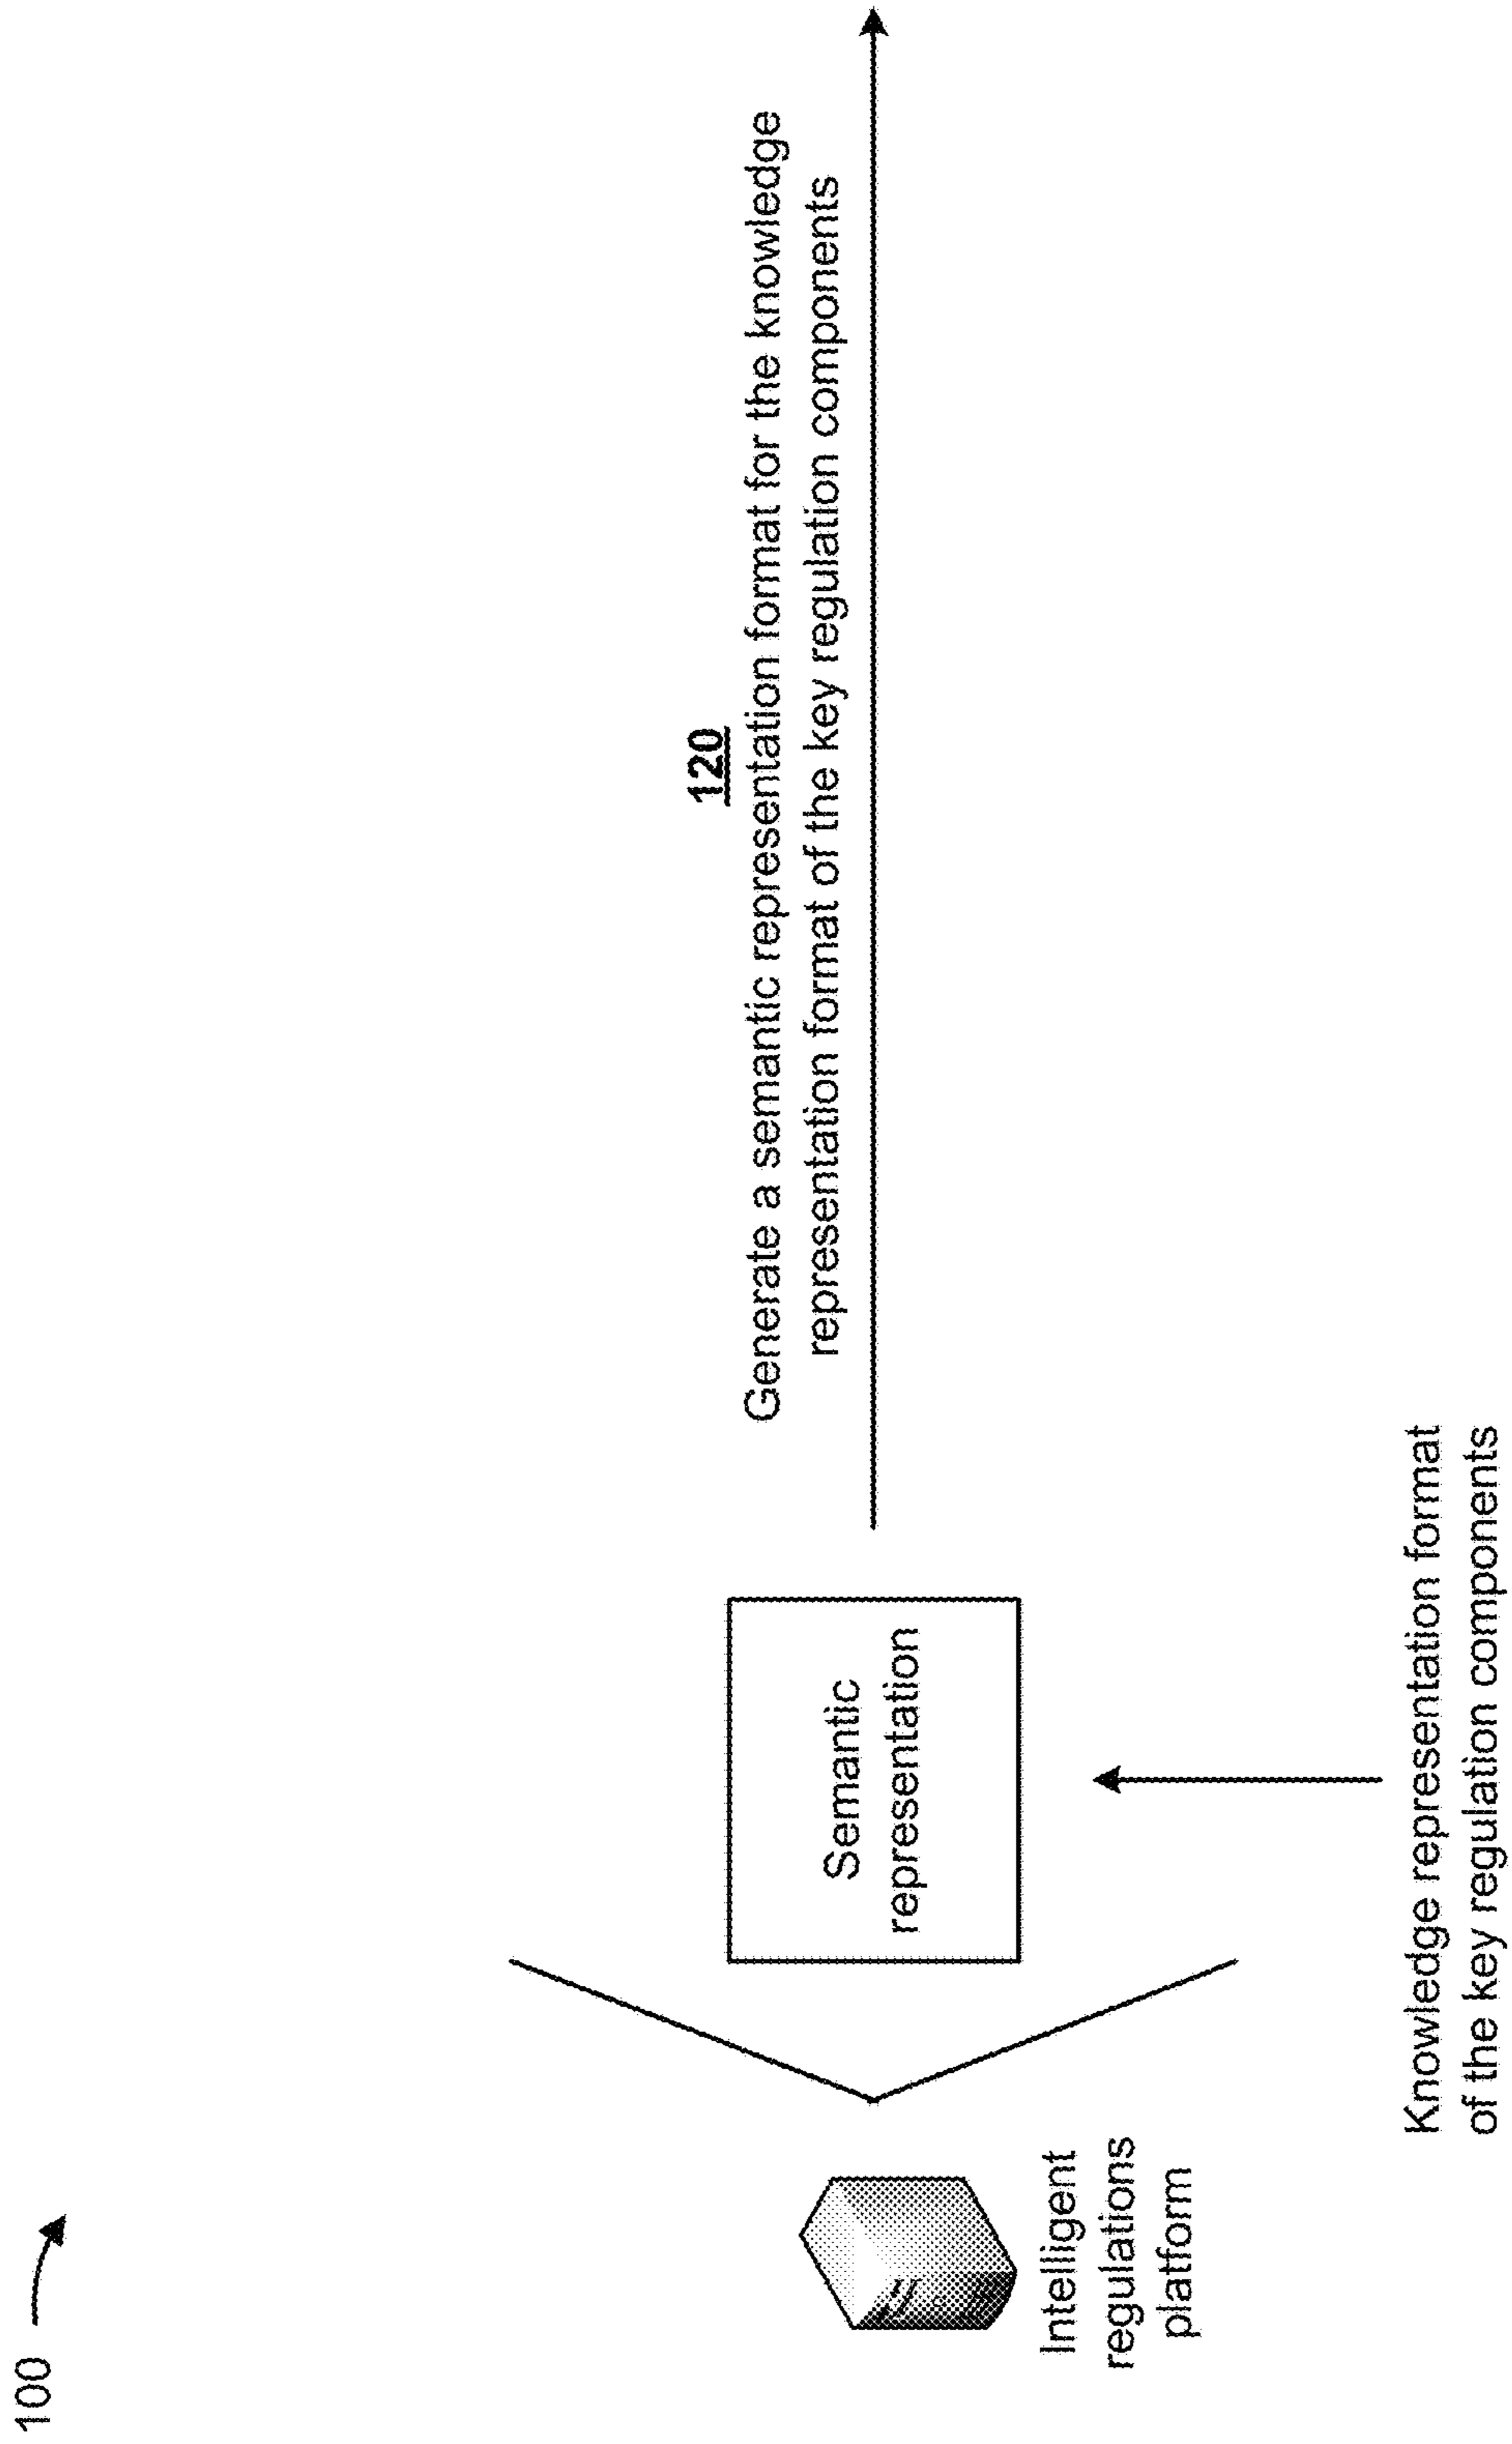 100
Intelligent
regulations
platform
Semantic
representation
Knowledge representation format
of the key regulation components
120
Generate a semantic representation format for the knowledge
representation format of the key regulation components